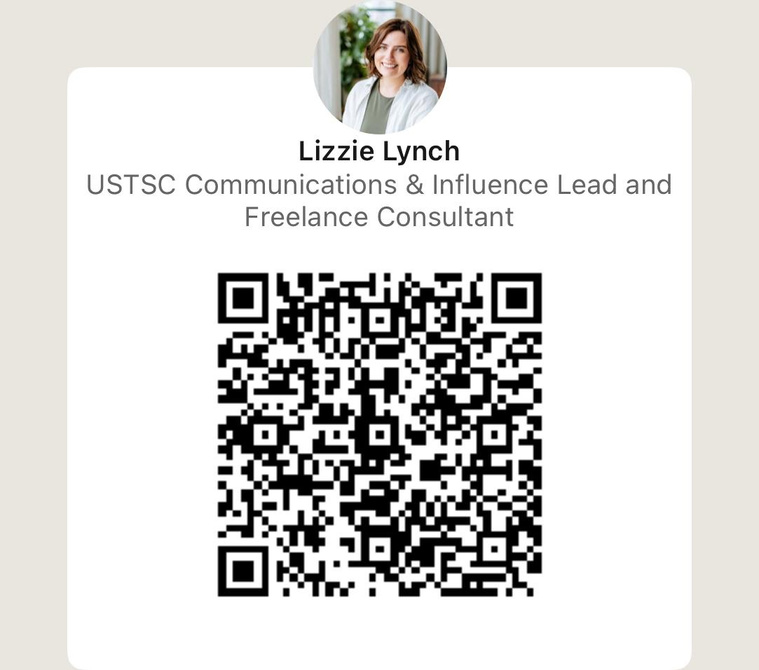 Lizzie Lynch
USTSC Communications & Influence Lead and
Freelance Consultant